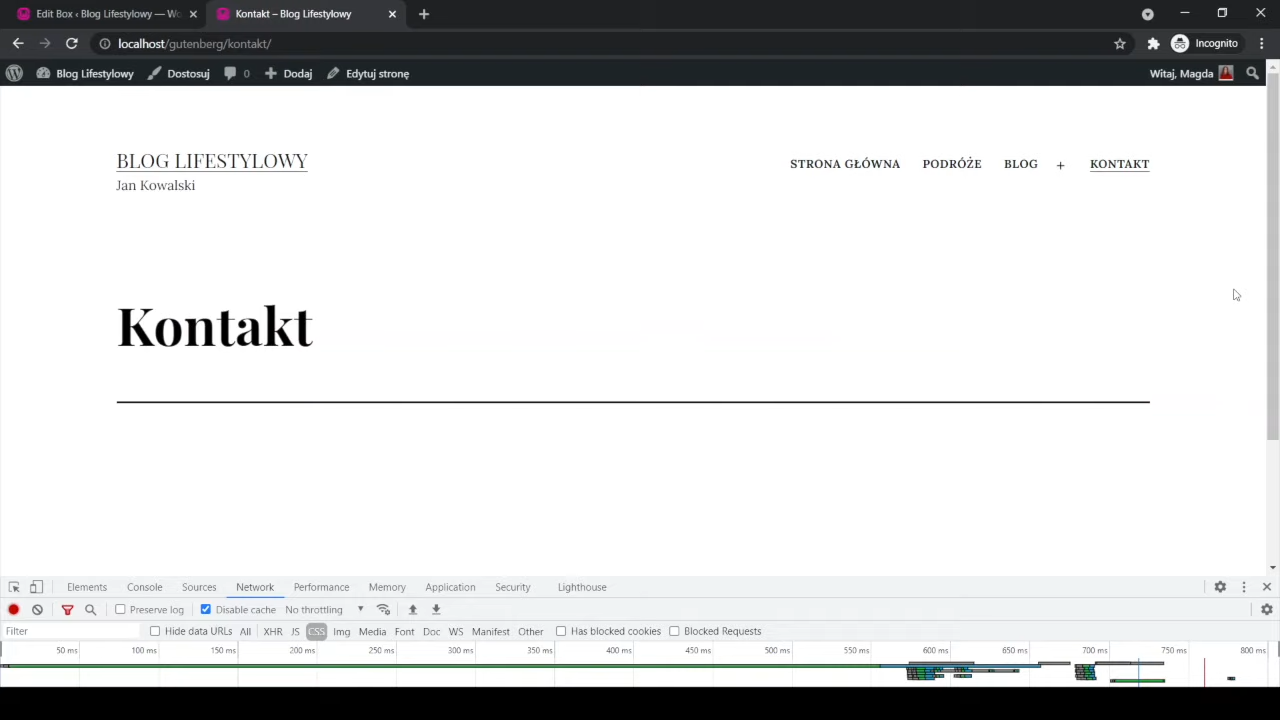 Edit Box ‹ Blog Lifestylowy — Wo
Kontakt – Blog Lifestylowy
localhost/gutenberg/kontakt/
Incognito
Blog Lifestylowy
Dostosuj
0
Dodaj
Edytuj stronę
Witaj, Magda
BLOG LIFESTYLOWY
STRONA GŁÓWNA PODRÓŻE BLOG + KONTAKT
Jan Kowalski
Kontakt
Elements Console Sources Network Performance Memory Application Security Lighthouse
Preserve log Disable cache No throttling
Filter Hide data URLs All XHR JS CSS Img Media Font Doc WS Manifest Other Has blocked cookies Blocked Requests
50 ms 100 ms 150 ms 200 ms 250 ms 300 ms 350 ms 400 ms 450 ms 500 ms 550 ms 600 ms 650 ms 700 ms 750 ms 800 ms